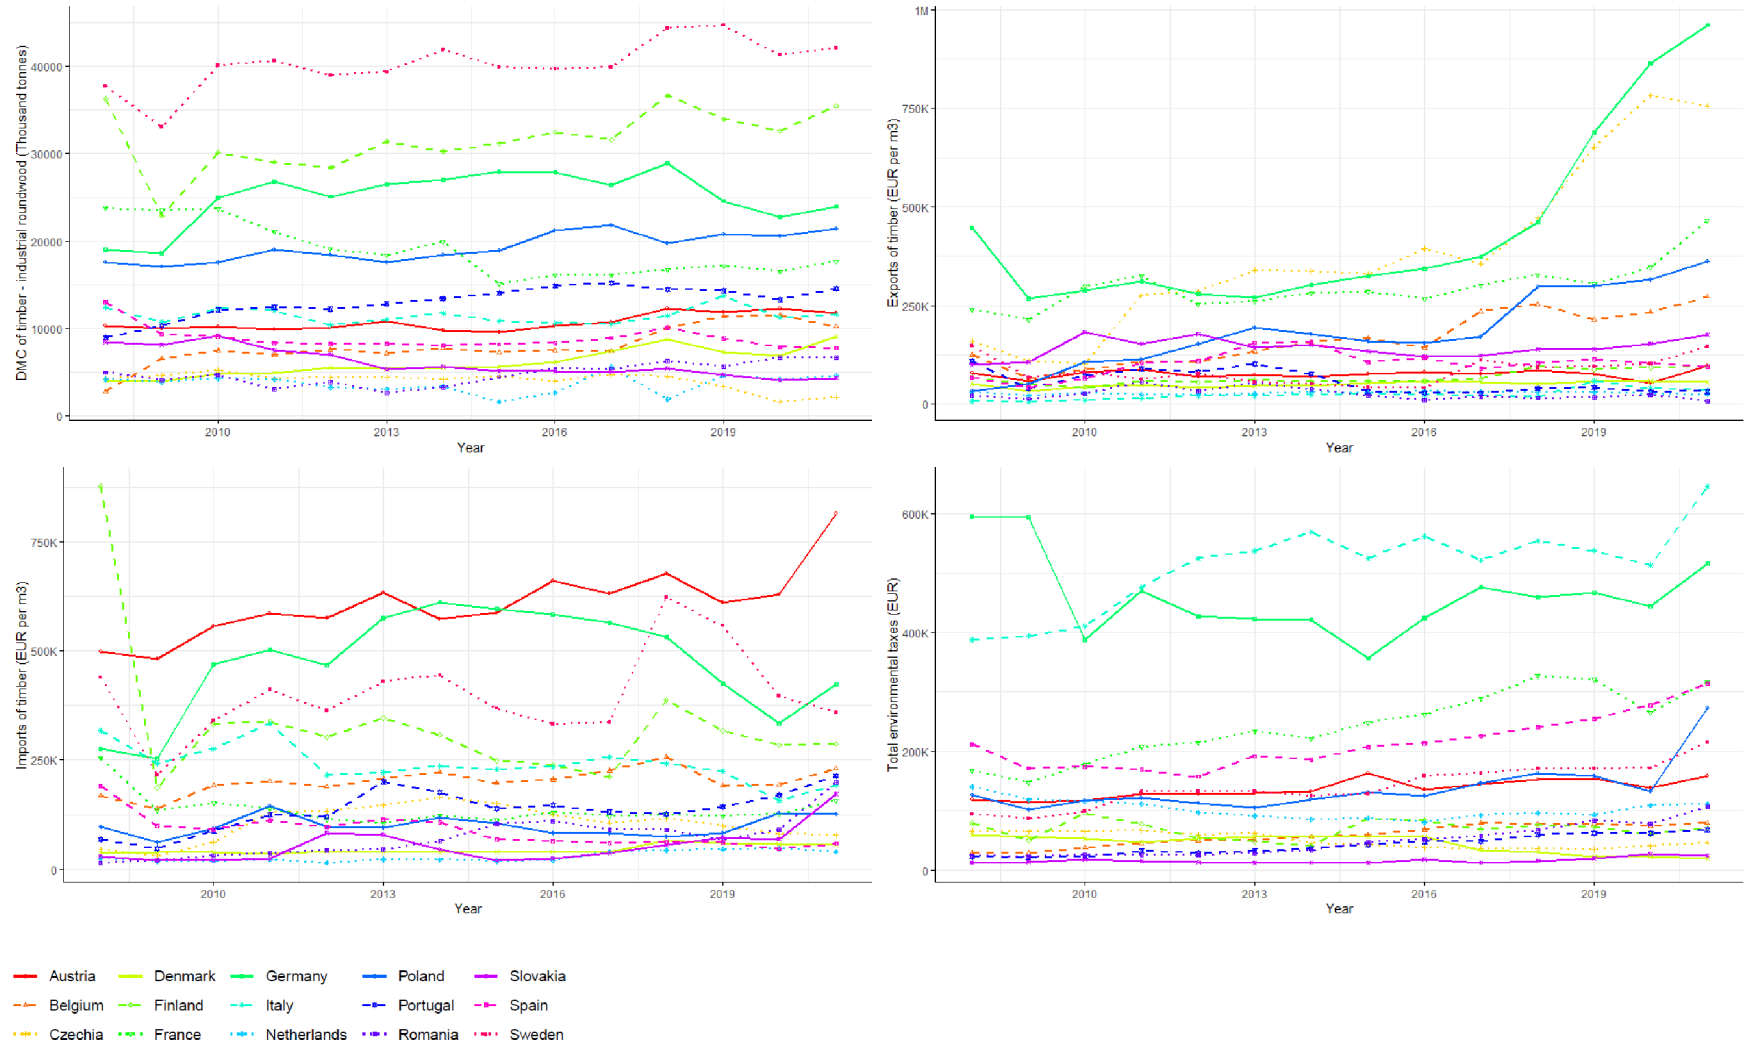 DMC of timber - industrial roundwood (Thousand tonnes)
40000
30000
20000
10000
0
2010
2013
2016
2019
Year
Exports of timber (EUR per m3)
1M
750K
500K
250K
0
2010
2013
2016
2019
Year
Imports of timber (EUR per m3)
750K
500K
250K
0
2010
2013
2016
2019
Year
Total environmental taxes (EUR)
600K
400K
200K
0
2010
2013
2016
2019
Year
Austria Denmark Germany Poland Slovakia
Belgium Finland Italy Portugal Spain
Czechia France Netherlands Romania Sweden